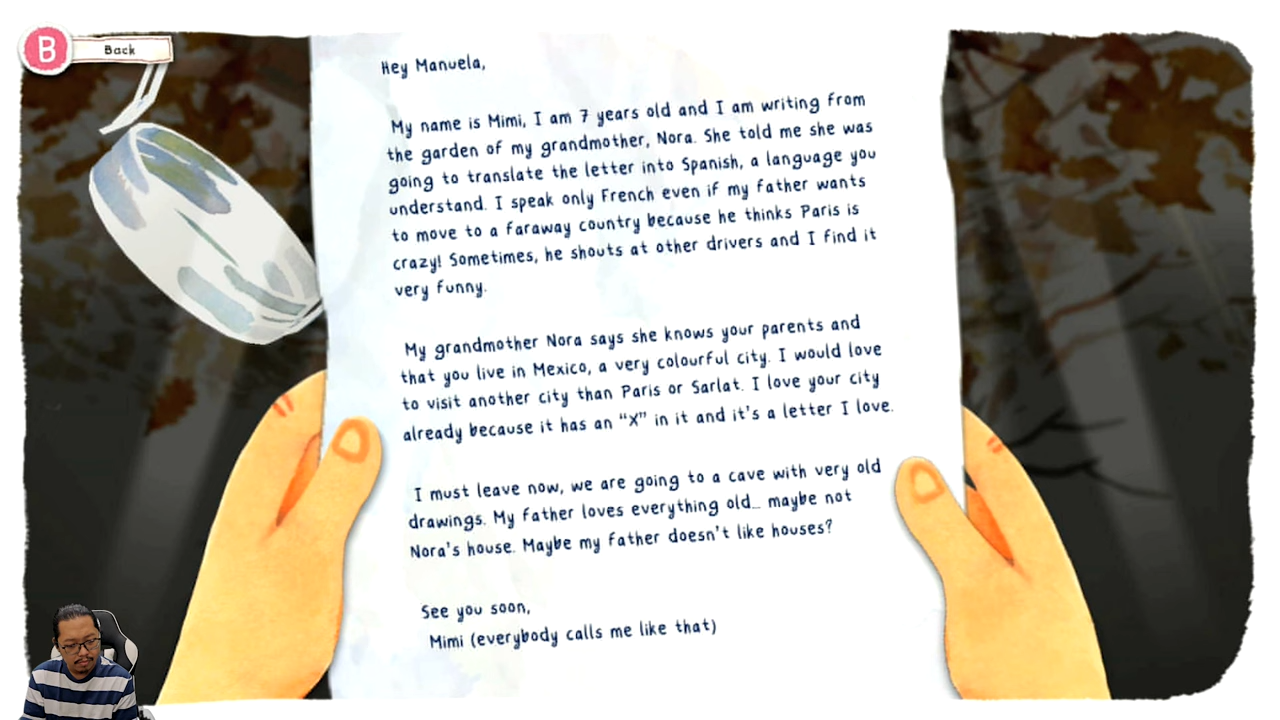 B Back
Hey Manuela,
My name is Mimi, I am 7 years old and I am writing from
the garden of my grandmother, Nora. She told me she was
going to translate the letter into Spanish, a language you
understand. I speak only French even if my father wants
to move to a faraway country because he thinks Paris is
crazy! Sometimes, he shouts at other drivers and I find it
very funny.
My grandmother Nora says she knows your parents and
that you live in Mexico, a very colourful city. I would love
to visit another city than Paris or Sarlat. I love your city
already because it has an "X" in it and it's a letter I love.
I must leave now, we are going to a cave with very old
drawings. My father loves everything old... maybe not
Nora's house. Maybe my father doesn't like houses?
See you soon,
Mimi (everybody calls me like that)